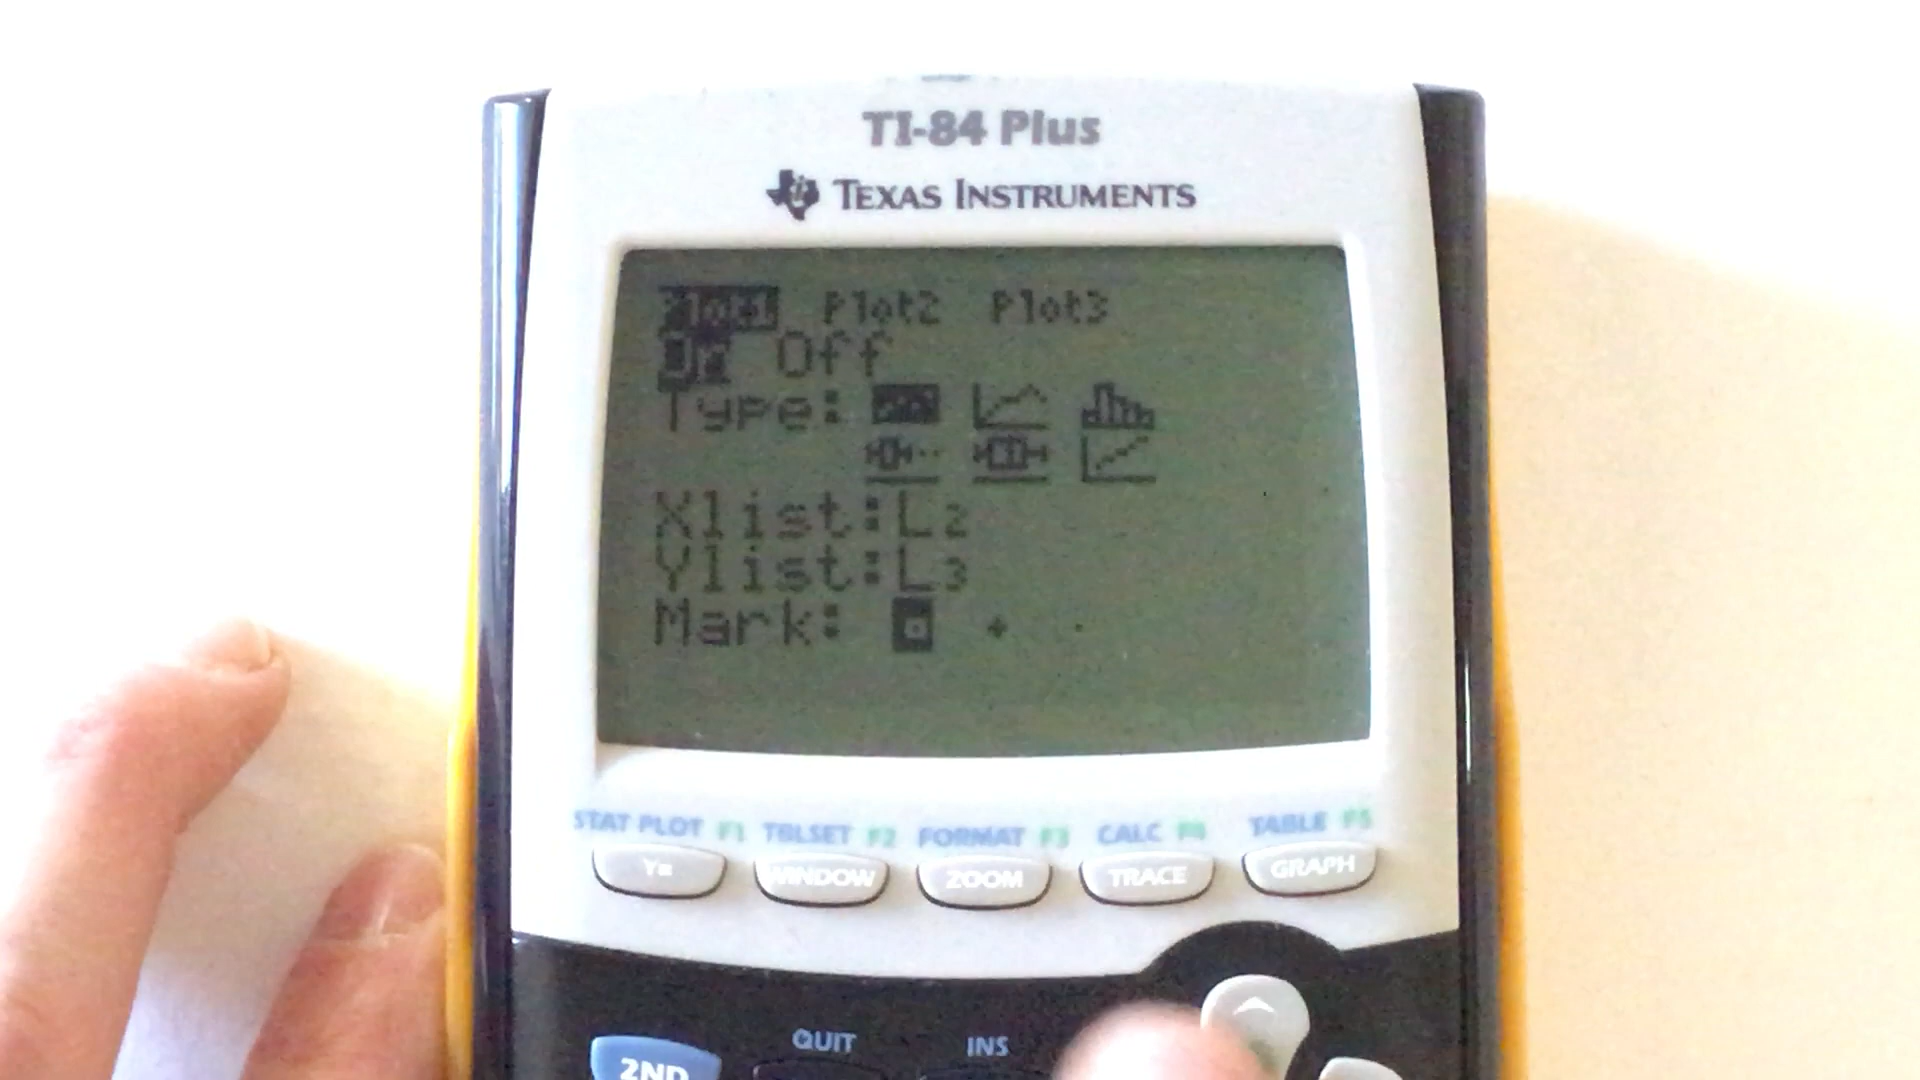 TI-84 Plus
TEXAS INSTRUMENTS
Plot1 Plot2 Plot3
On Off
Type:
Xlist:L2
Ylist:L3
Mark: + .
STAT PLOT F1 TBLSET F2 FORMAT F3 CALC F4 TABLE F5
Y= WINDOW ZOOM TRACE GRAPH
QUIT INS
2ND